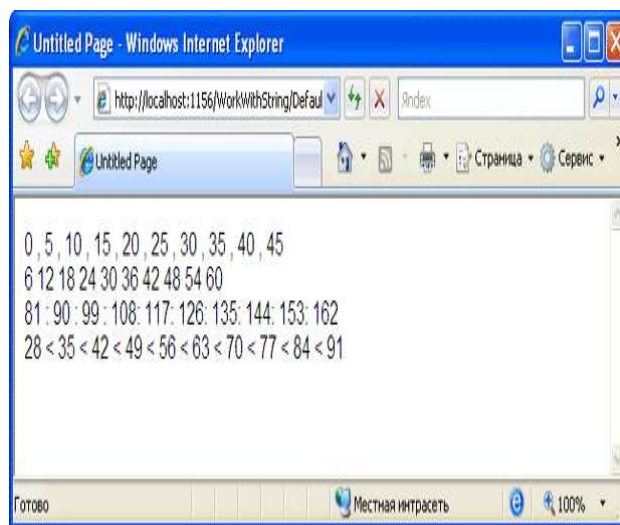 Untitled Page - Windows Internet Explorer
http://localhost:1156/WorkWithString/Defaul
Яndex
Untitled Page
Страница
Сервис
0 , 5 , 10 , 15 , 20 , 25 , 30 , 35 , 40 , 45
6 12 18 24 30 36 42 48 54 60
81 : 90 : 99 : 108: 117: 126: 135: 144: 153: 162
28 < 35 < 42 < 49 < 56 < 63 < 70 < 77 < 84 < 91
Готово
Местная интрасеть
100%